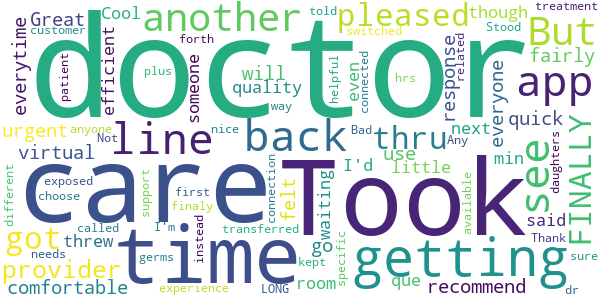 everytime
Great
Cool
another
pleased
though
told
treatment
customer
forth
switched
Stood
But
doctor
efficient
someone
will
even
response
related
fairly
patient
plus
hrs
helpful
connected
everyone
app
quality
way
line
back
thru
quick
urgent
anyone
Not
nice
Bad
Any
next
min
virtual
I'd
use
little
see
FINALLY
daughters
different
exposed
choose
first
finaly
care
felt
connection
waiting
Took
said
Thank
available
support
needs
called
I'm
instead
transferred
go
got
threw
time
getting
sure
provider
germs
kept
room
specific
que
recommend
comfortable
experience
LONG
dr